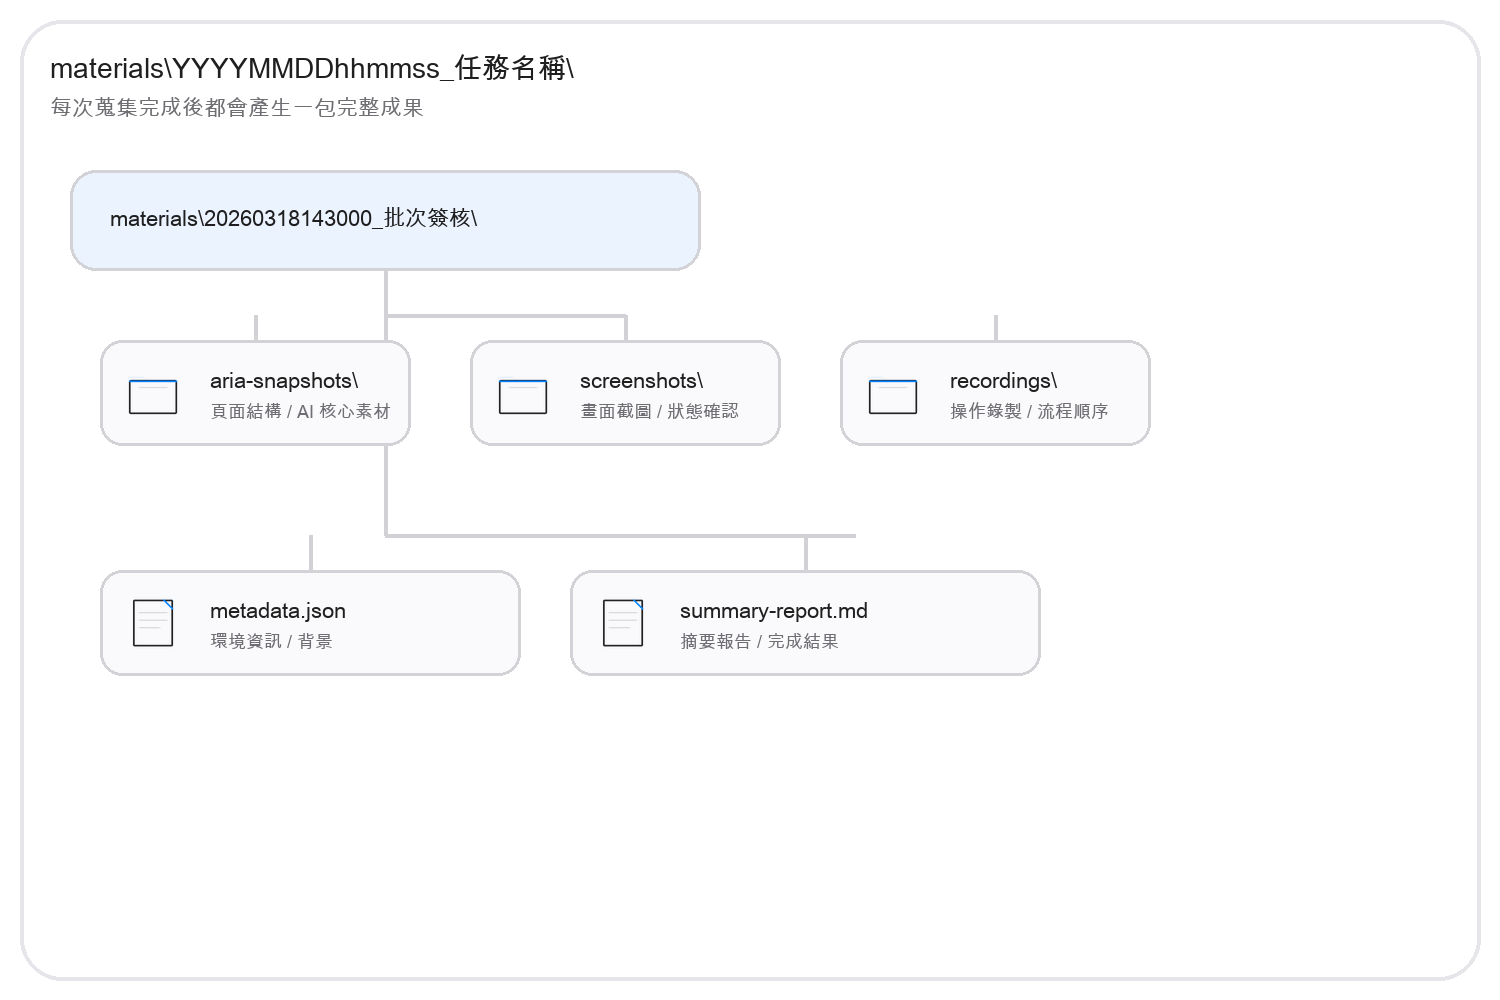 materials\YYYYMMDDhhmmss_任務名稱\
每次蒐集完成後都會產生一包完整成果
materials\20260318143000_批次簽核\
aria-snapshots\
頁面結構 / AI 核心素材
screenshots\
畫面截圖 / 狀態確認
recordings\
操作錄製 / 流程順序
metadata.json
環境資訊 / 背景
summary-report.md
摘要報告 / 完成結果